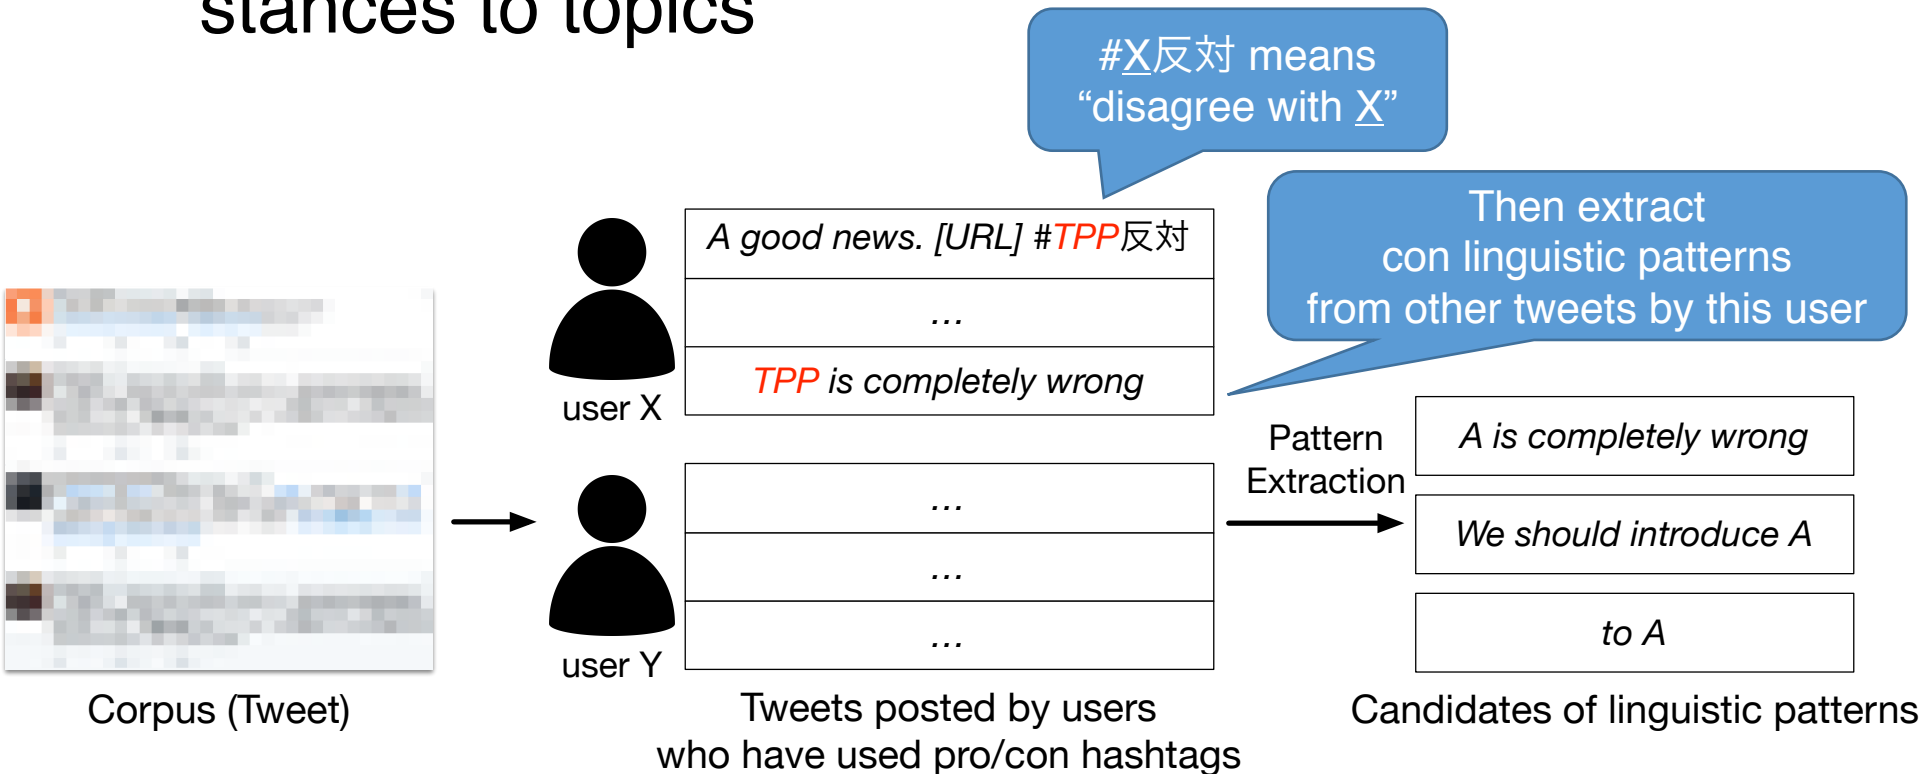 stances to topics
#X反対 means
“disagree with X”
Then extract
con linguistic patterns
from other tweets by this user
A good news. [URL] #TPP反対
...
TPP is completely wrong
user X
...
...
...
user Y
Pattern
Extraction
A is completely wrong
We should introduce A
to A
Corpus (Tweet)
Tweets posted by users
who have used pro/con hashtags
Candidates of linguistic patterns